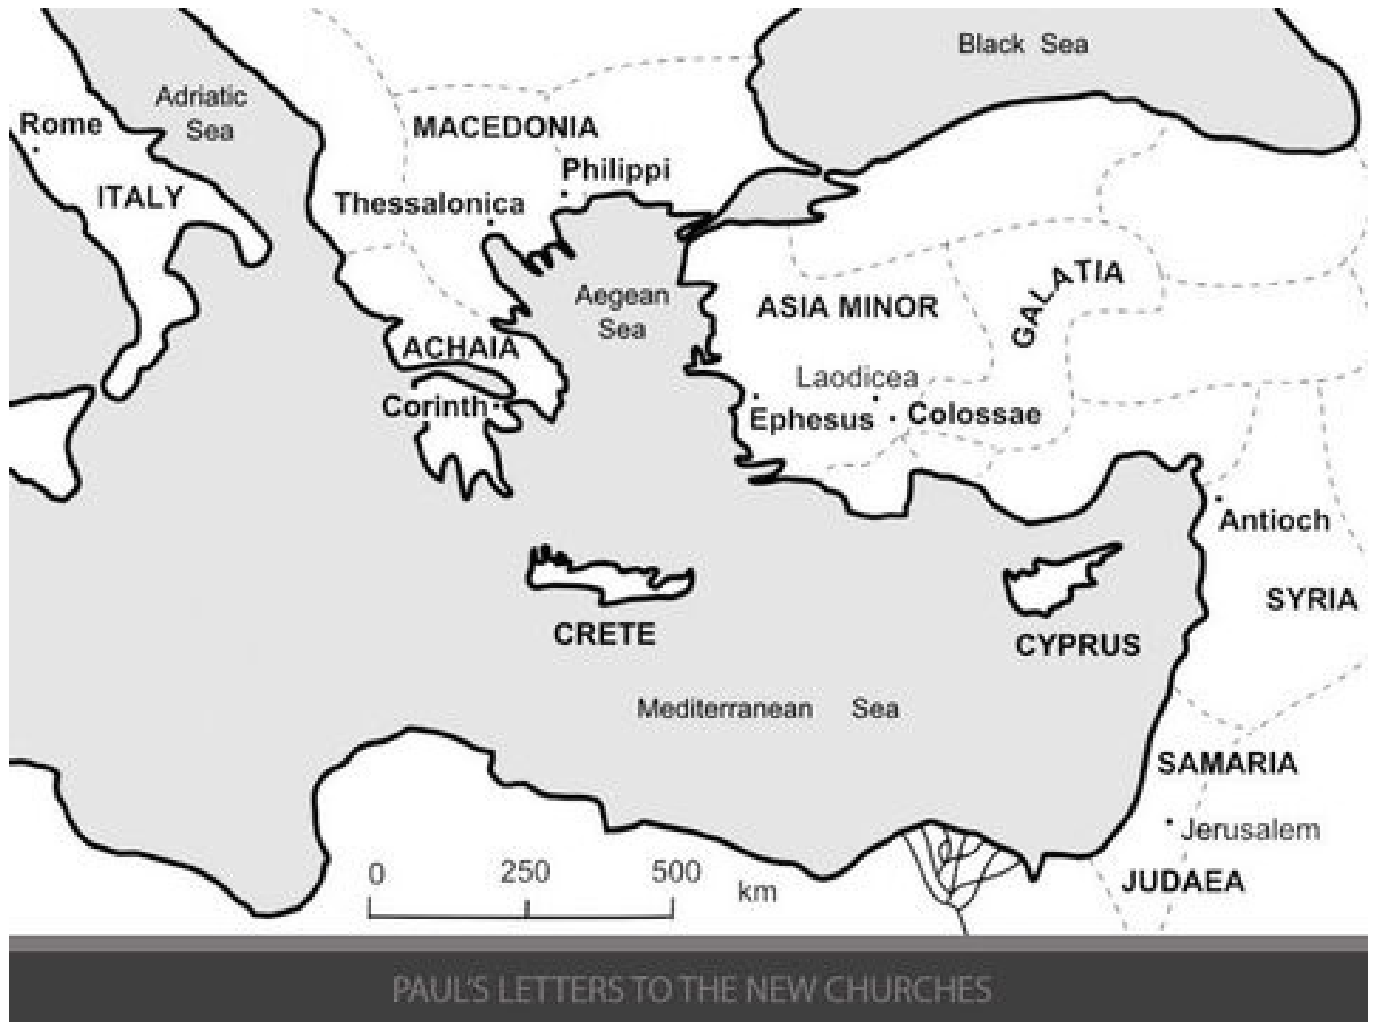 Black Sea
Adriatic
Sea
Rome
MACEDONIA
Philippi
ITALY
Thessalonica
Aegean
Sea
ASIA MINOR
GALATIA
ACHAIA
Laodicea
Corinth
Ephesus
Colossae
Antioch
SYRIA
CRETE
CYPRUS
Mediterranean Sea
SAMARIA
Jerusalem
JUDAEA
0 250 500 km
PAUL'S LETTERS TO THE NEW CHURCHES